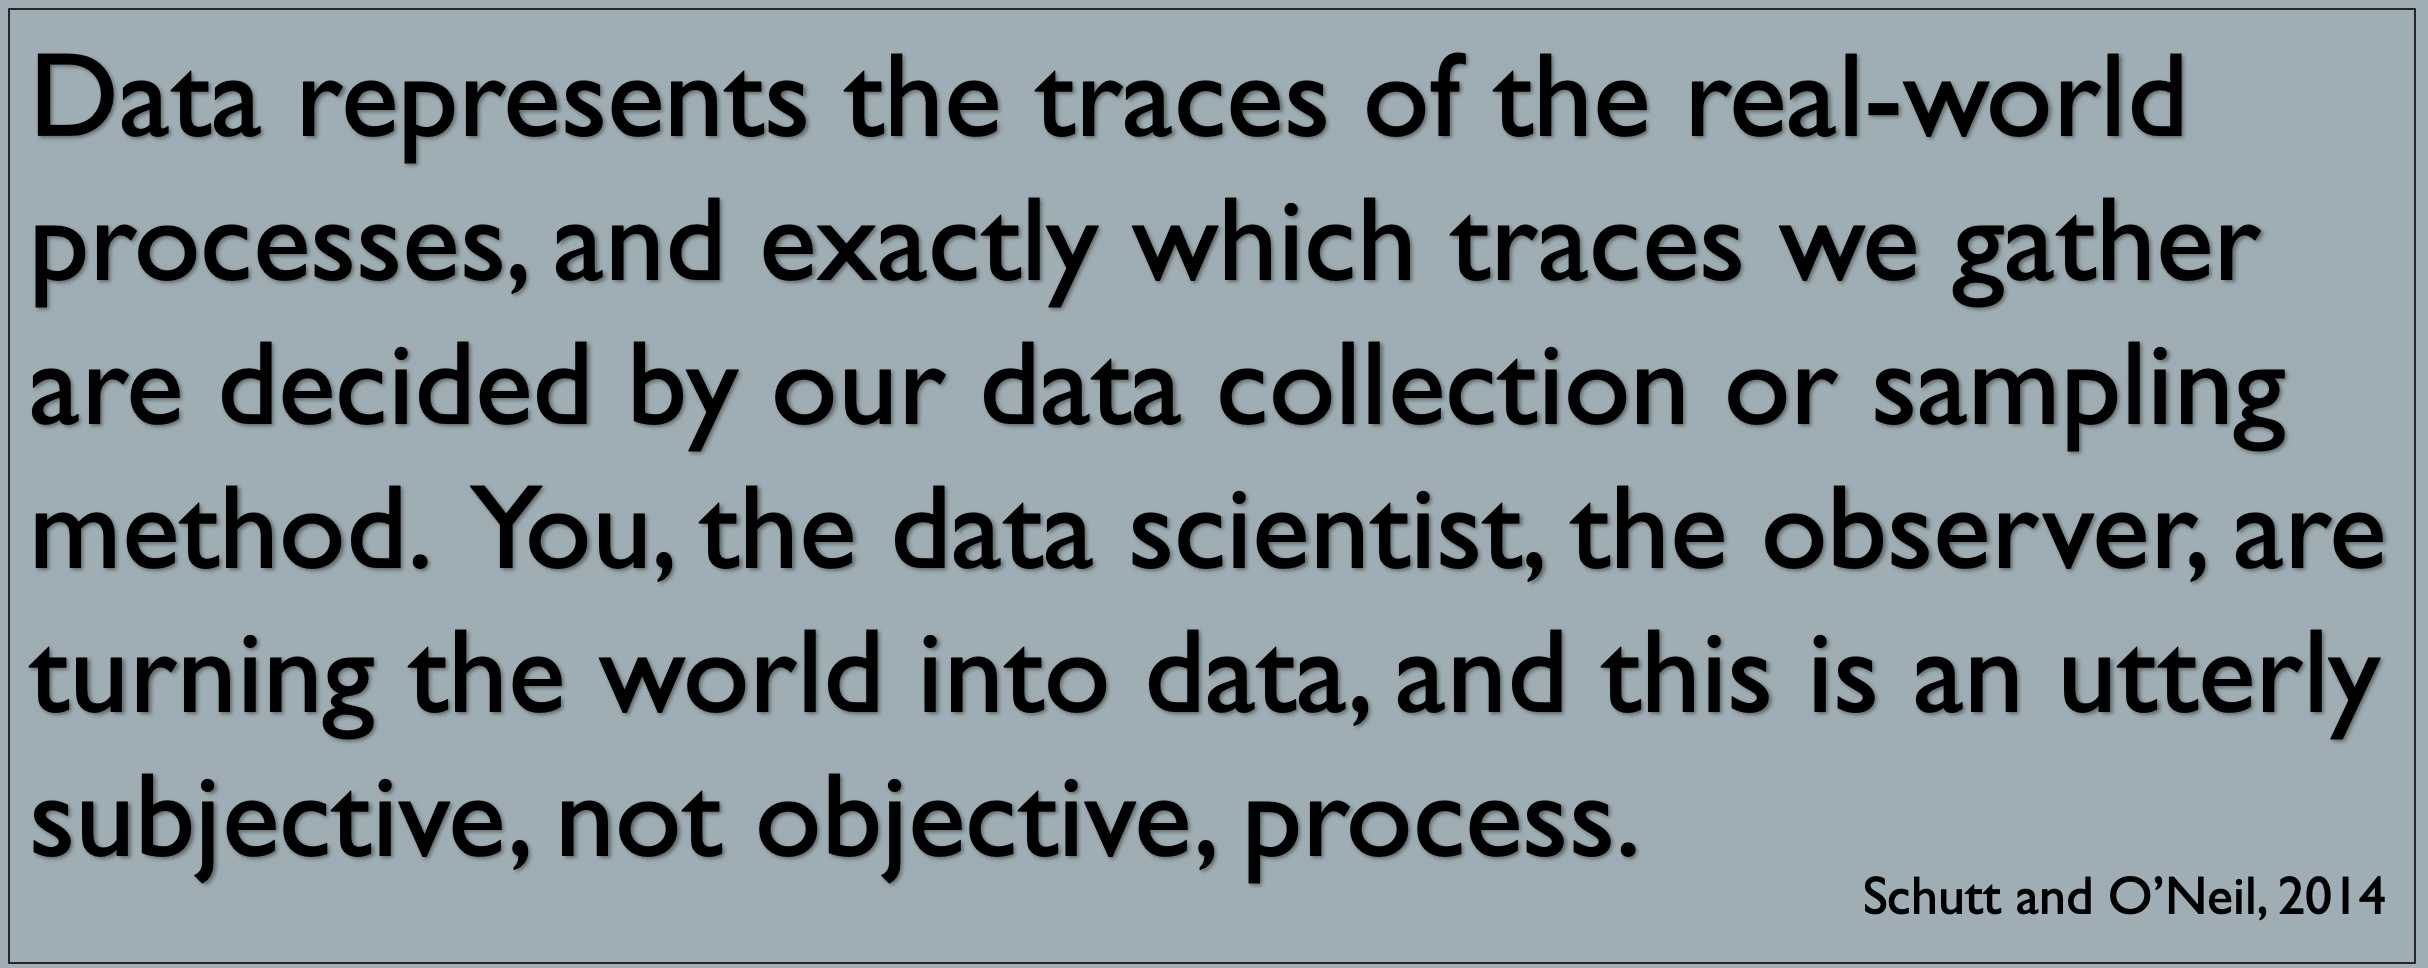 Data represents the traces of the real-world
processes, and exactly which traces we gather
are decided by our data collection or sampling
method.  You, the data scientist, the observer, are
turning the world into data, and this is an utterly
subjective, not objective, process.
Schutt and O’Neil, 2014